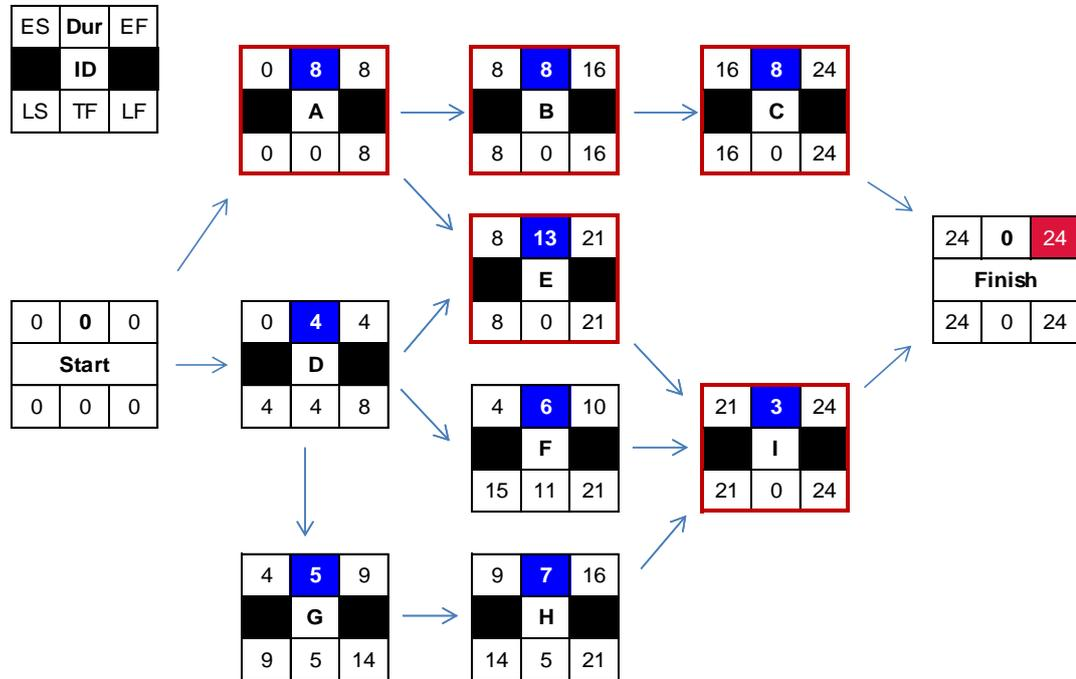 ES Dur EF
ID
LS TF LF
0 8 8
A
0 0 8
8 8 16
B
8 0 16
16 8 24
C
16 0 24
8 13 21
E
8 0 21
24 0 24
Finish
24 0 24
0 0 0
Start
0 0 0
0 4 4
D
4 4 8
4 6 10
F
15 11 21
21 3 24
I
21 0 24
4 5 9
G
9 5 14
9 7 16
H
14 5 21